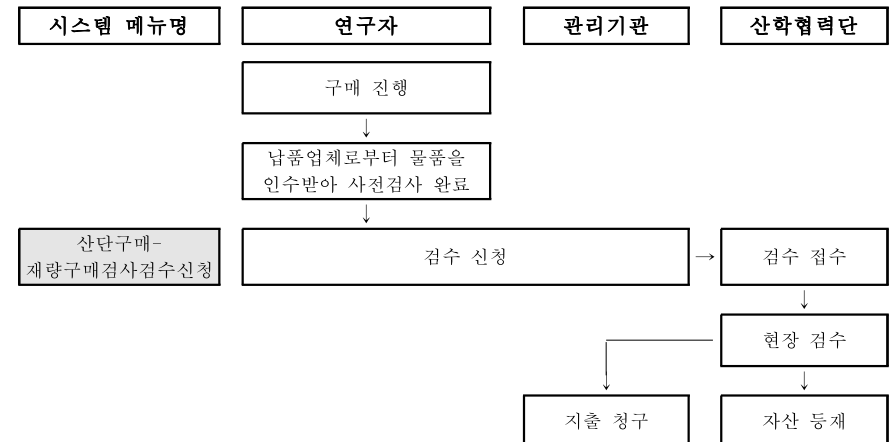 시스템 메뉴명
연구자
관리기관
산학협력단
구매 진행
↓
납품업체로부터 물품을
인수받아 사전검사 완료
↓
산단구매-
재량구매검사검수신청
검수 신청
→
검수 접수
↓
현장 검수
↓
지출 청구
자산 등재